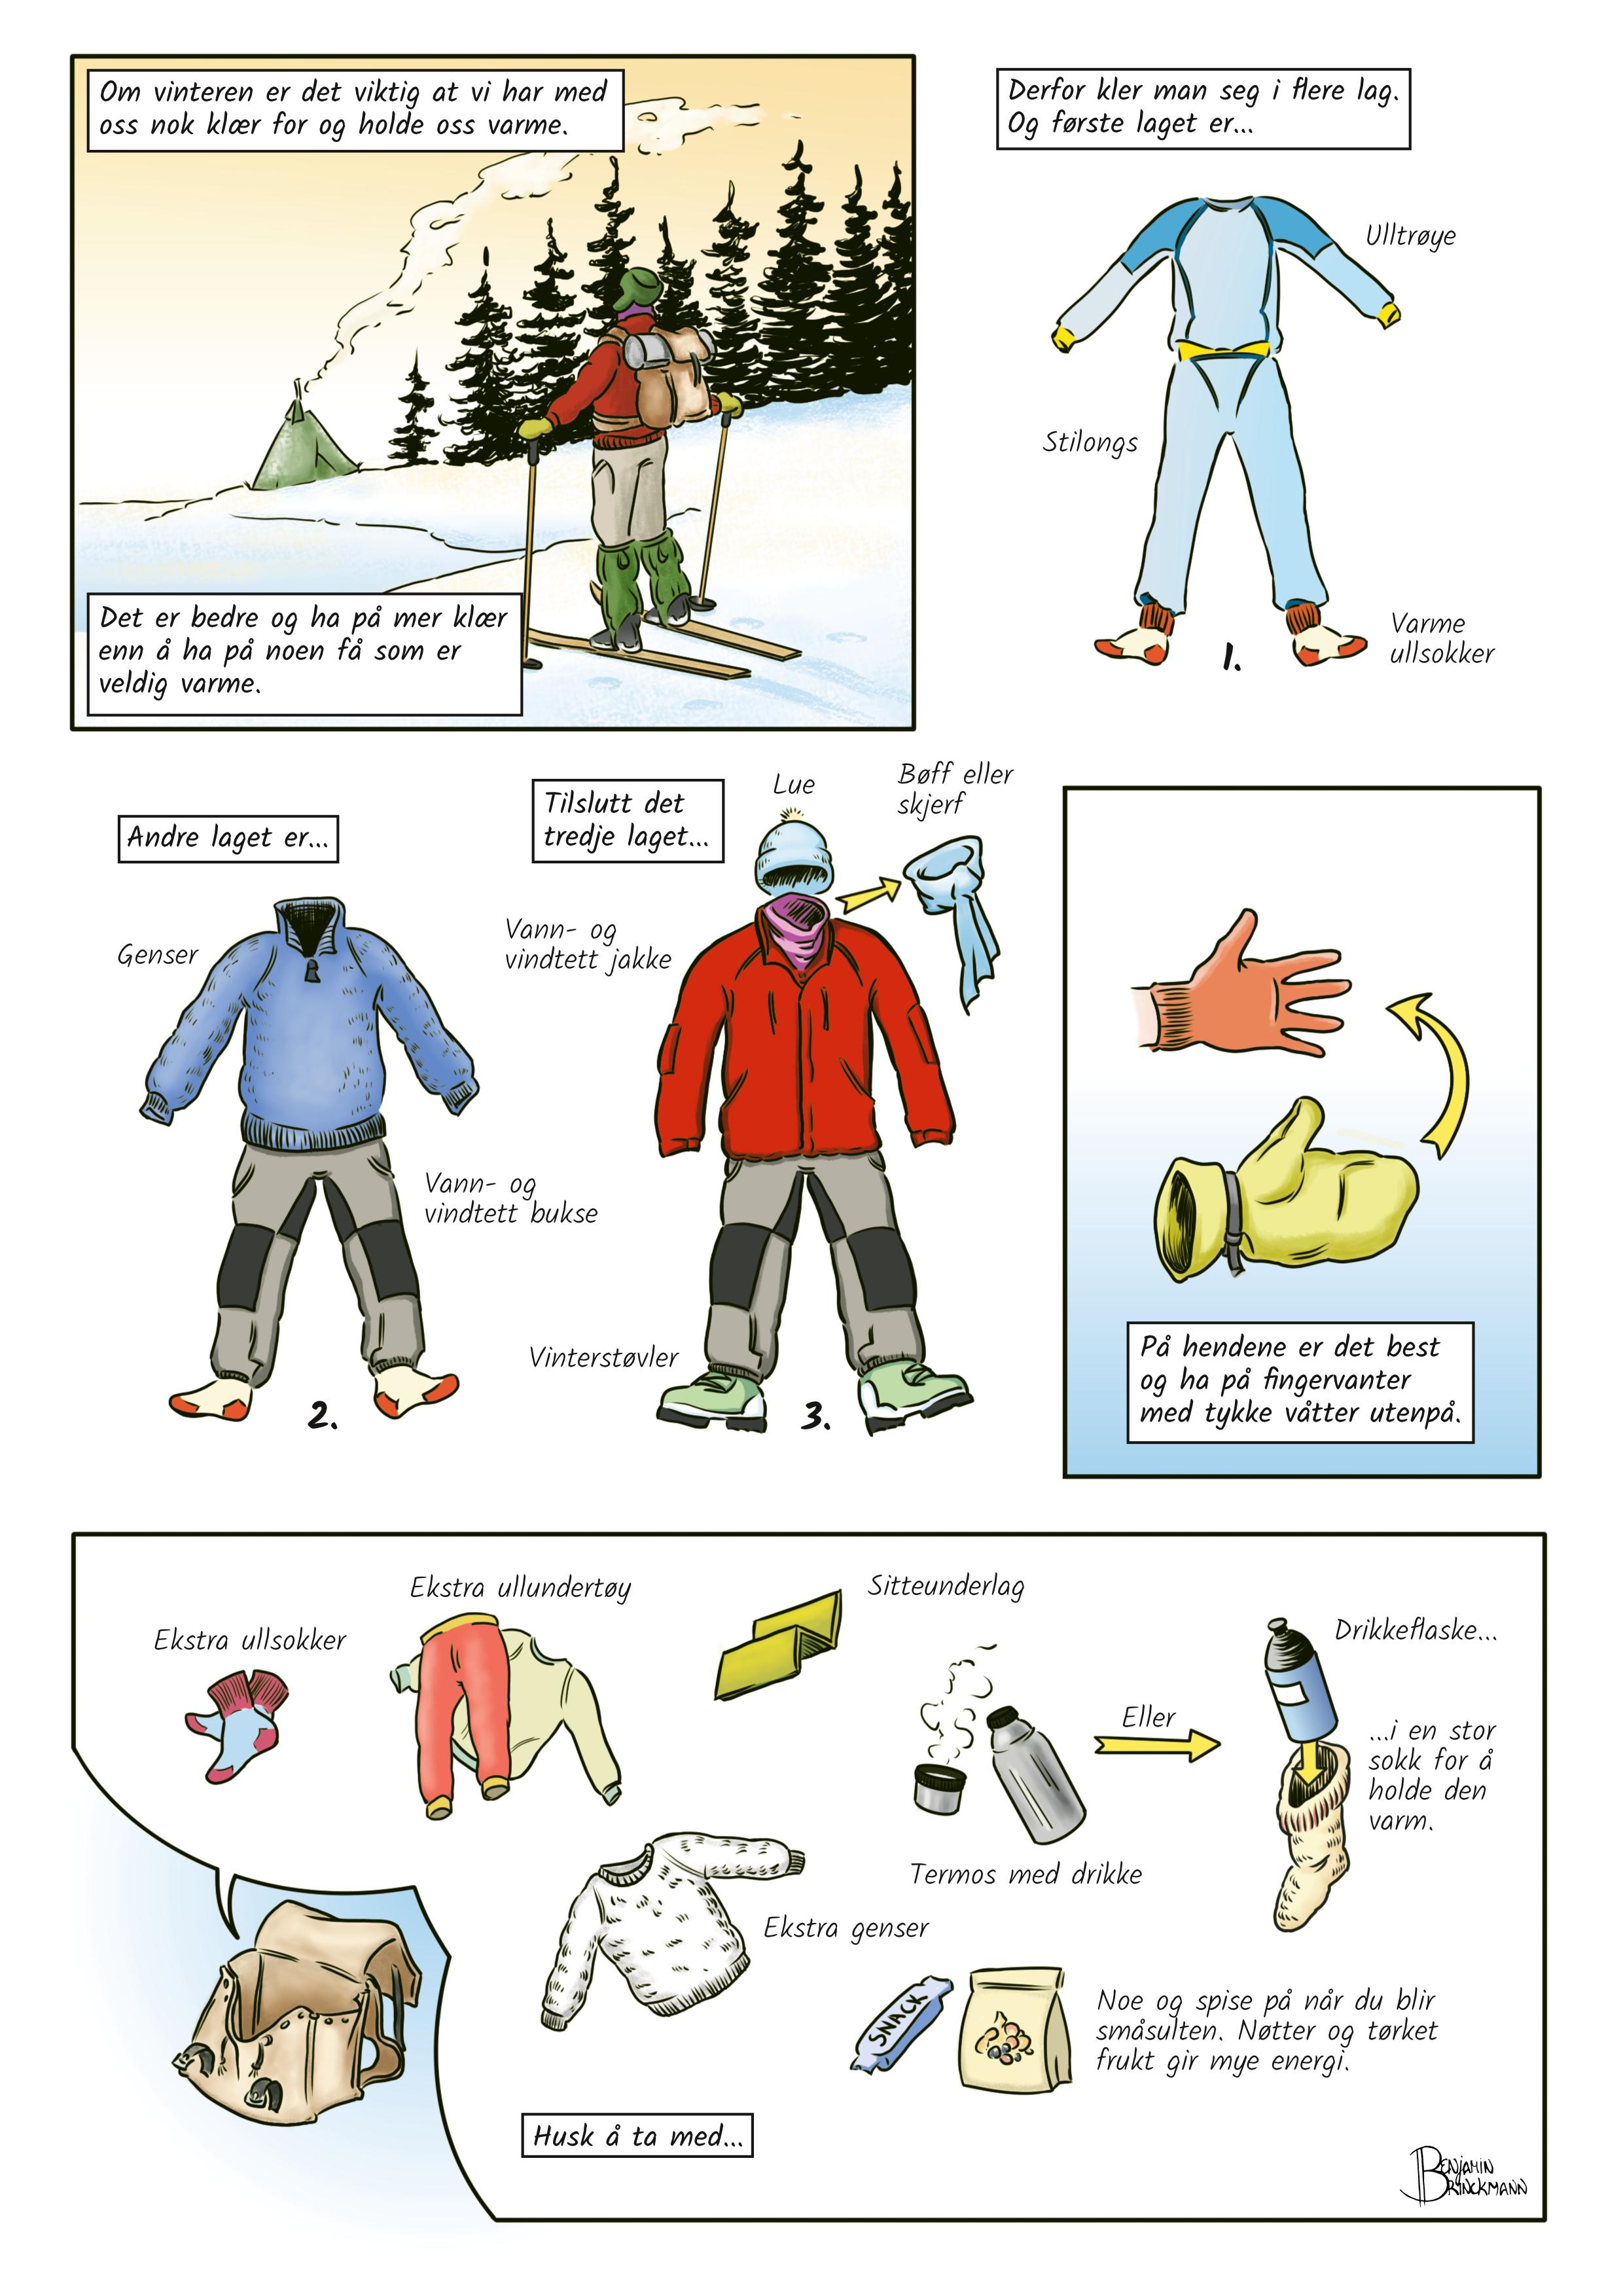 Om vinteren er det viktig at vi har med
oss nok klær for og holde oss varme.
Det er bedre og ha på mer klær
enn å ha på noen få som er
veldig varme.
Derfor kler man seg i flere lag.
Og første laget er...
Ulltrøye
Stilongs
Varme
ullsokker
1.
Andre laget er...
Genser
Vann- og
vindtett bukse
2.
Tilslutt det
tredje laget...
Lue
Bøff eller
skjerf
Vann- og
vindtett jakke
Vinterstøvler
3.
På hendene er det best
og ha på fingervanter
med tykke våtter utenpå.
Ekstra ullsokker
Ekstra ullundertøy
Sitteunderlag
Termos med drikke
Eller
Drikkeflaske...
...i en stor
sokk for å
holde den
varm.
Ekstra genser
SNACK
Noe og spise på når du blir
småsulten. Nøtter og tørket
frukt gir mye energi.
Husk å ta med...
BENJAMIN
BRINCKMANN